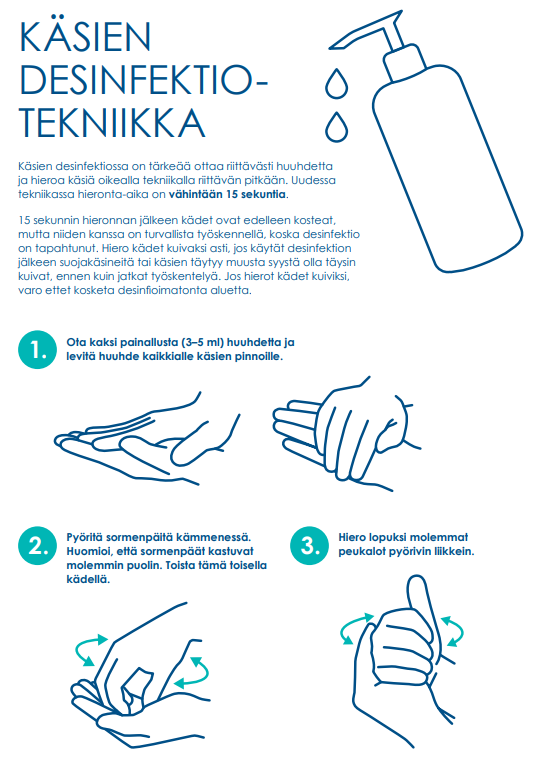 KÄSIEN
DESINFEKTIO-
TEKNIIKKA
Käsien desinfektiossa on tärkeää ottaa riittävästi huuhdetta
ja hieroa käsiä oikealla tekniikalla riittävän pitkään. Uudessa
tekniikassa hieronta-aika on vähintään 15 sekuntia.
15 sekunnin hieronnan jälkeen kädet ovat edelleen kosteat,
mutta niiden kanssa on turvallista työskennellä, koska desinfektio
on tapahtunut. Hiero kädet kuivaksi asti, jos käytät desinfektion
jälkeen suojakäsineitä tai käsien täytyy muusta syystä olla täysin
kuivat, ennen kuin jatkat työskentelyä. Jos hierot kädet kuiviksi,
varo ettet kosketa desinfioimatonta aluetta.
1.
Ota kaksi painallusta (3–5 ml) huuhdetta ja
levitä huuhde kaikkialle käsien pinnoille.
2.
Pyöritä sormenpäitä kämmenessä.
Huomioi, että sormenpäät kastuvat
molemmin puolin. Toista tämä toisella
kädellä.
3.
Hiero lopuksi molemmat
peukalot pyörivin liikkein.